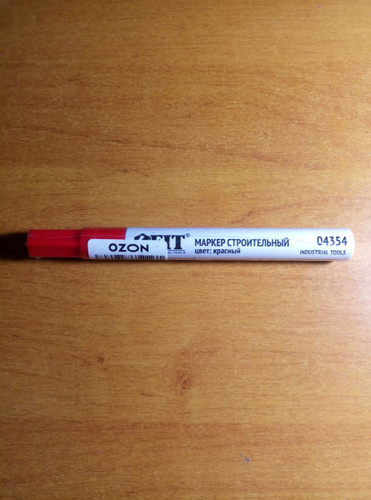 OZON
FIT
МАРКЕР СТРОИТЕЛЬНЫЙ
цвет: красный
04354
INDUSTRIAL TOOLS